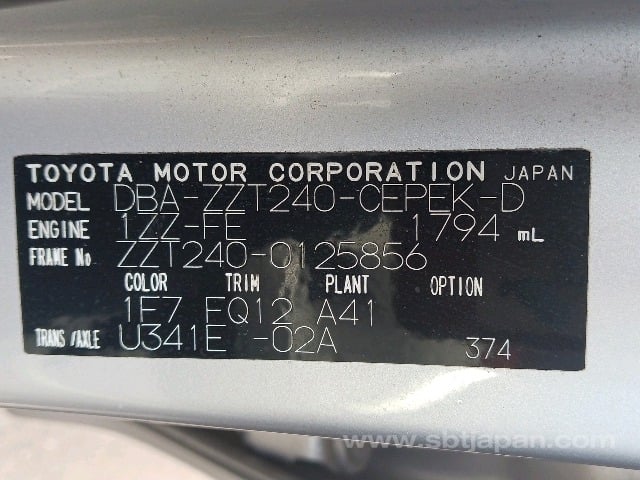 TOYOTA MOTOR CORPORATION JAPAN
MODEL DBA-ZZT240-CEPEK-D
ENGINE 1ZZ-FE 1794 mL
FRAME No ZZT240-0125856
COLOR TRIM PLANT OPTION
1F7 FQ12 A41
TRANS/AXLE U341E -02A 374
www.sbtjapan.com